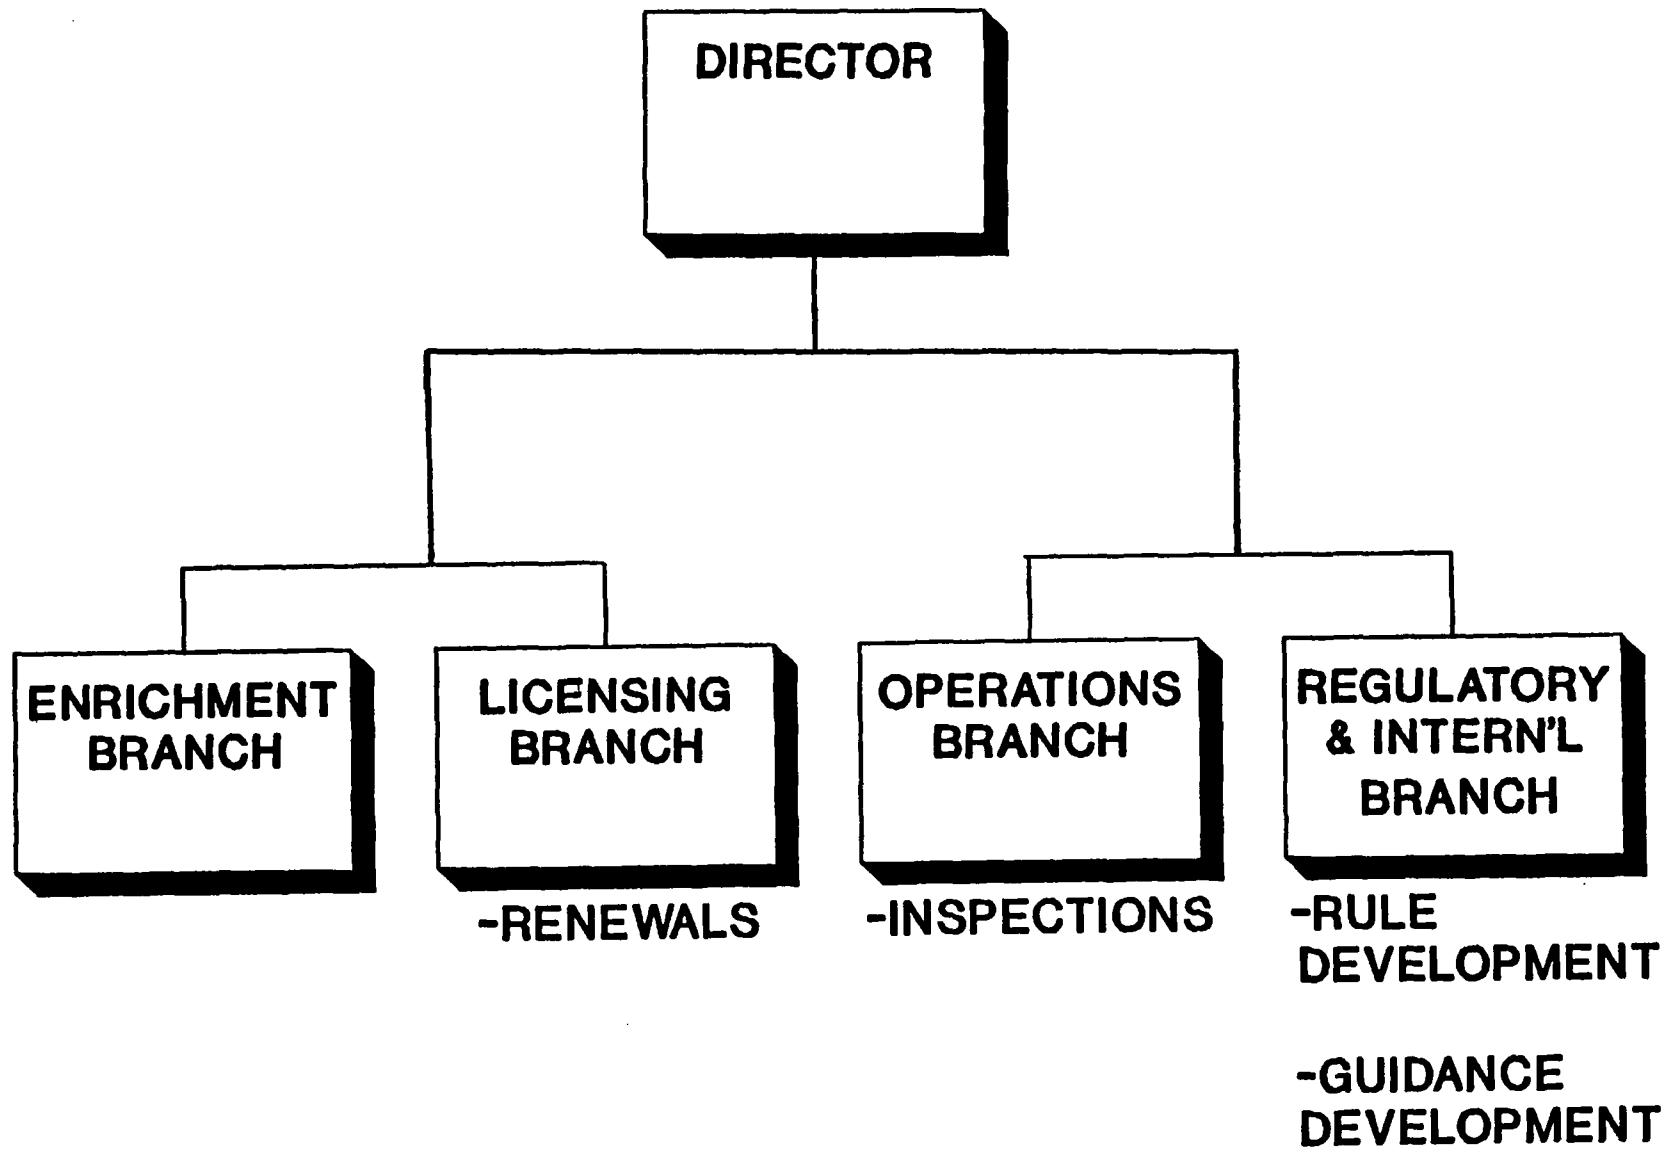 DIRECTOR
ENRICHMENT
BRANCH
LICENSING
BRANCH
-RENEWALS
OPERATIONS
BRANCH
-INSPECTIONS
REGULATORY
& INTERN'L
BRANCH
-RULE
DEVELOPMENT
-GUIDANCE
DEVELOPMENT